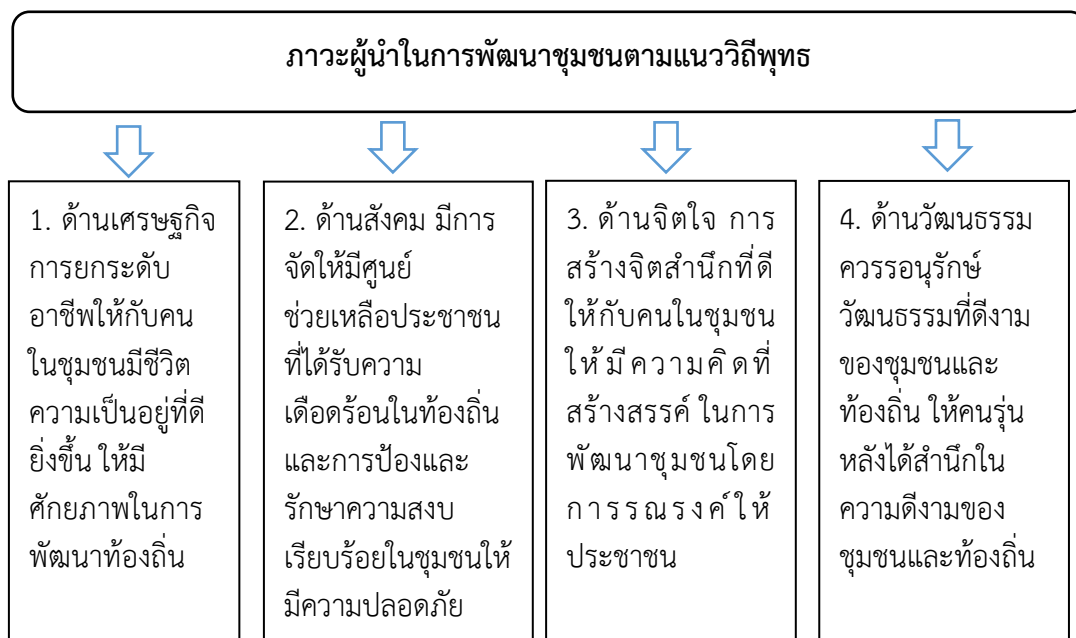 ภาวะผู้นำในการพัฒนาชุมชนตามแนววิถีพุทธ
1. ด้านเศรษฐกิจ
การยกระดับ
อาชีพให้กับคน
ในชุมชนมีชีวิต
ความเป็นอยู่ที่ดี
ยิ่งขึ้น ให้มี
ศักยภาพในการ
พัฒนาท้องถิ่น
2. ด้านสังคม มีการ
จัดให้มีศูนย์
ช่วยเหลือประชาชน
ที่ได้รับความ
เดือดร้อนในท้องถิ่น
และการป้องและ
รักษาความสงบ
เรียบร้อยในชุมชนให้
มีความปลอดภัย
3. ด้านจิตใจ การ
สร้างจิตสำนึกที่ดี
ให้กับคนในชุมชน
ให้มีความคิดที่
สร้างสรรค์ ในการ
พัฒนาชุมชนโดย
การรณรงค์ให้
ประชาชน
4. ด้านวัฒนธรรม
ควรรอนุรักษ์
วัฒนธรรมที่ดีงาม
ของชุมชนและ
ท้องถิ่น ให้คนรุ่น
หลังได้สำนึกใน
ความดีงามของ
ชุมชนและท้องถิ่น